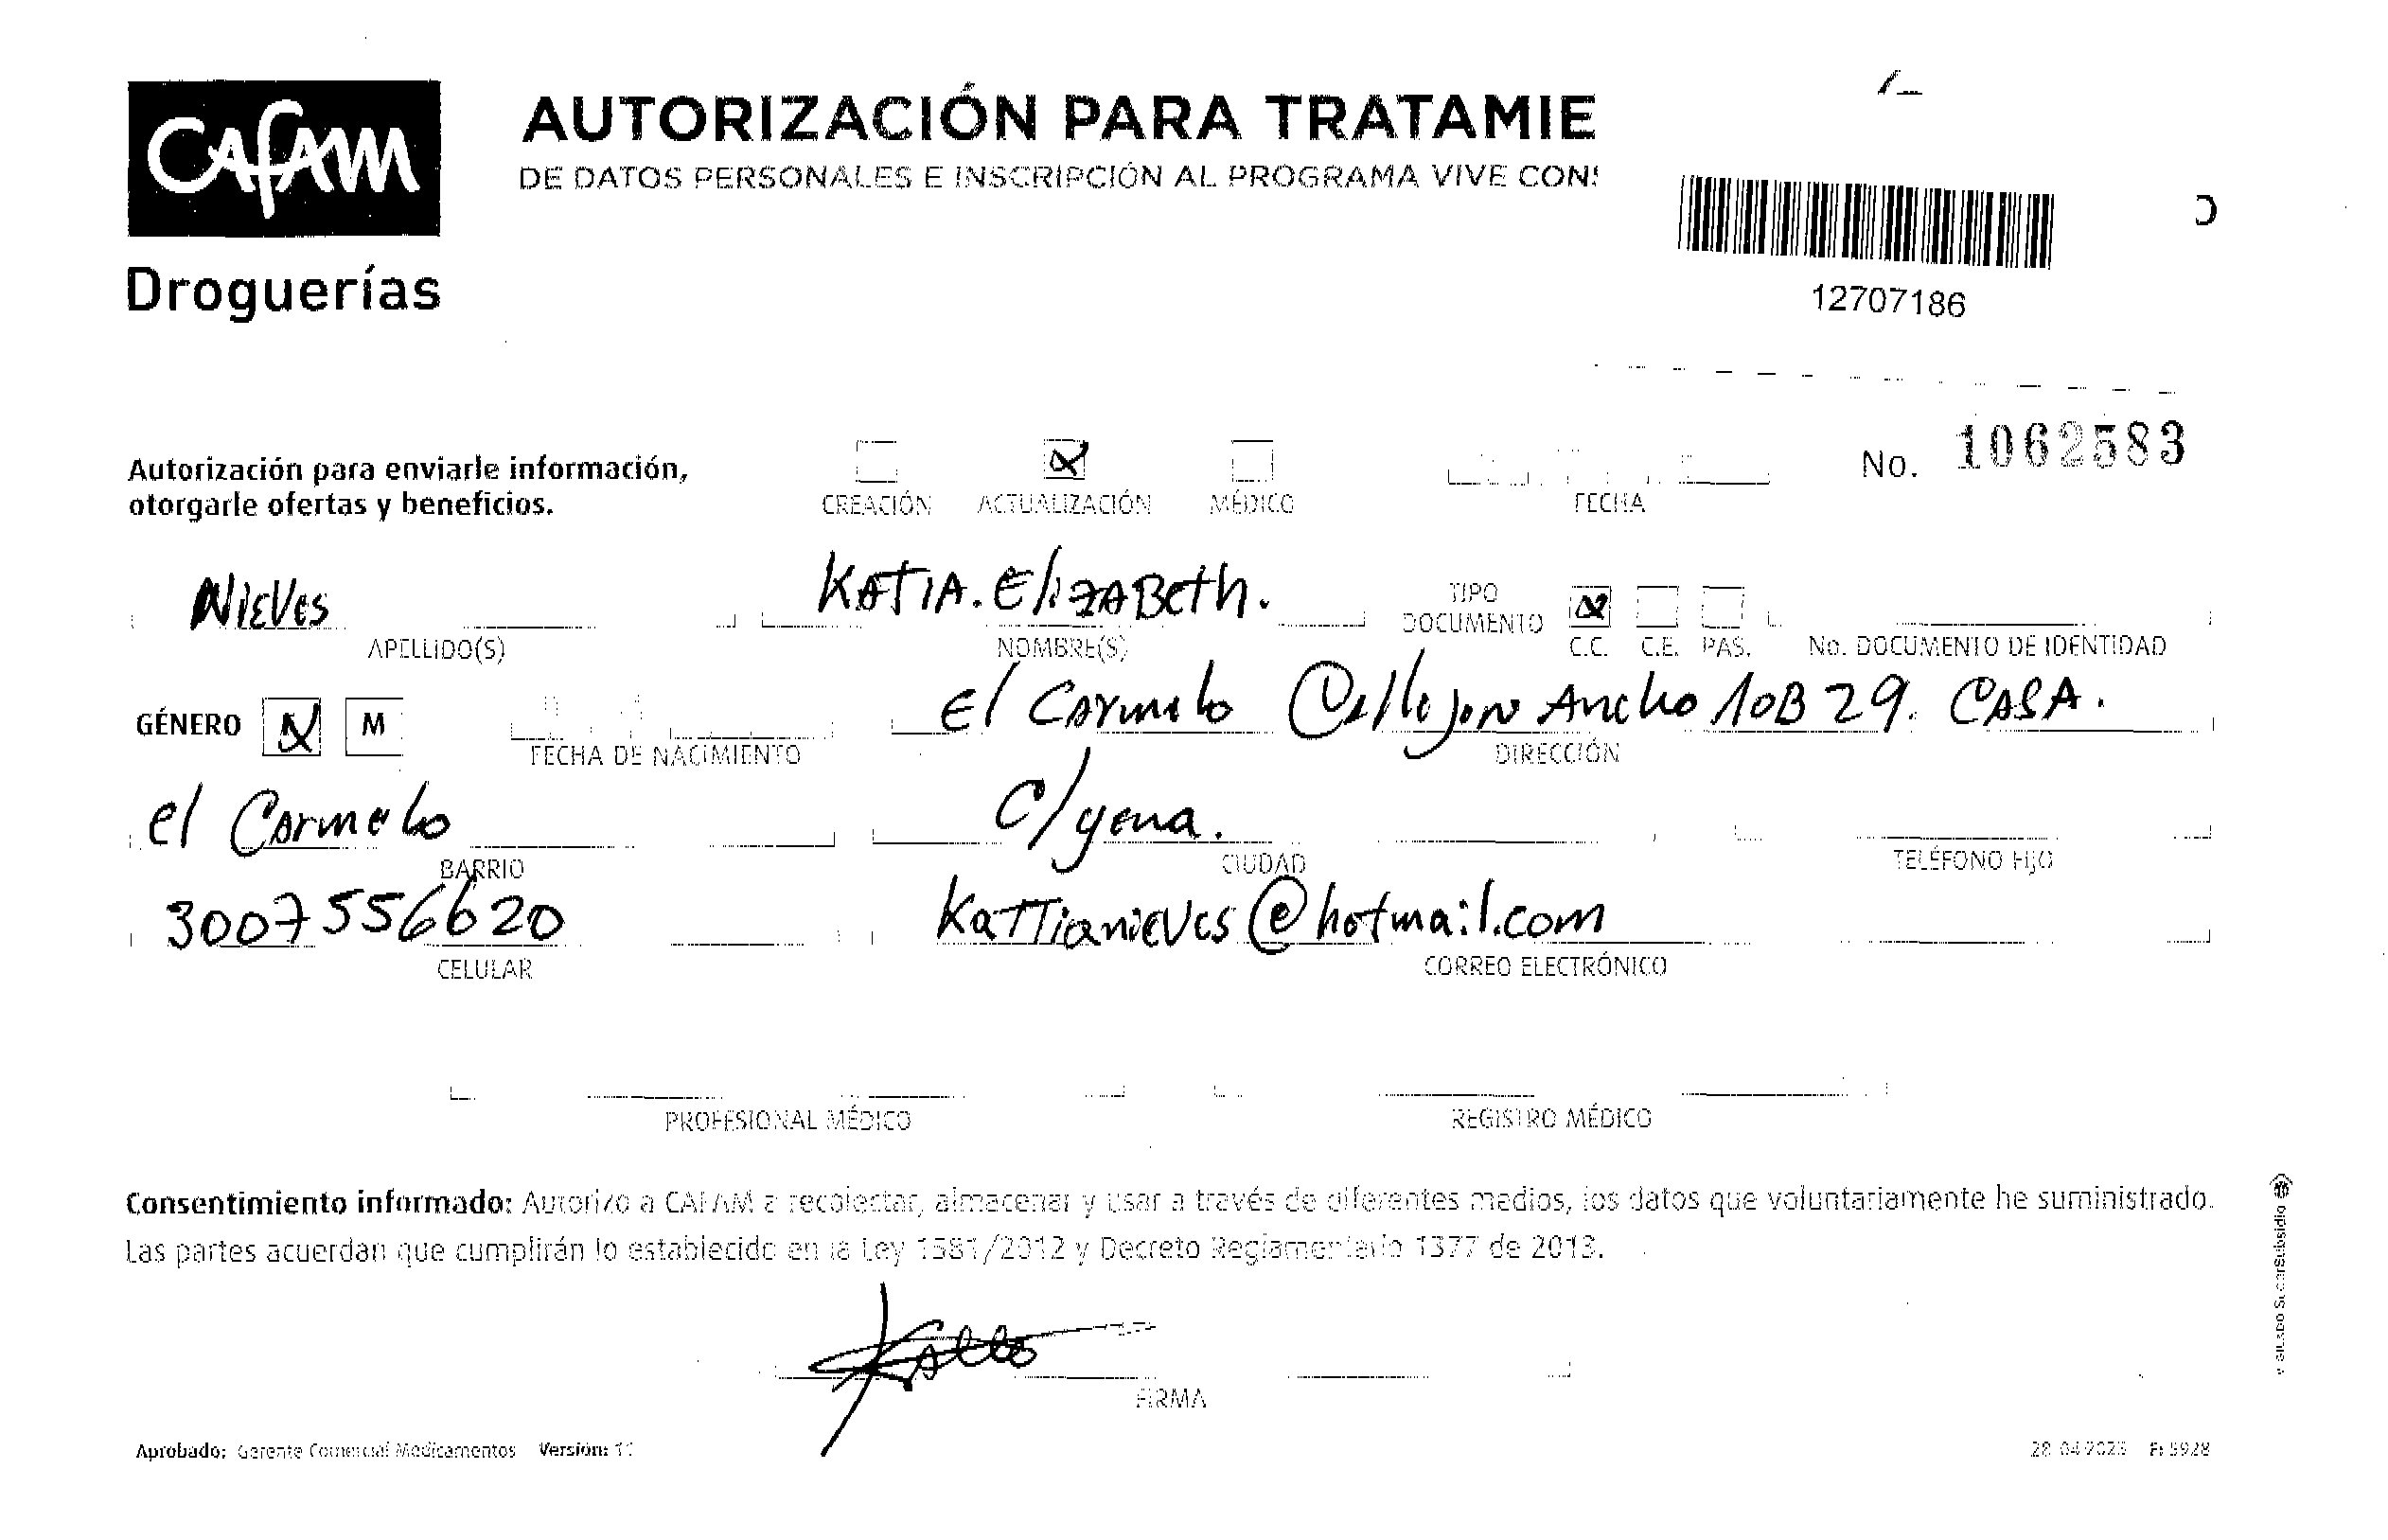 CAFAM
Droguerías
AUTORIZACIÓN PARA TRATAMIE
DE DATOS PERSONALES E INSCRIPCIÓN AL PROGRAMA VIVE CON
12707186
Autorización para enviarle información,
otorgarle ofertas y beneficios.
CREACIÓN ACTUALIZACIÓN MÉDICO FECHA
No. 1062583
Nieves KATIA. Elizabeth.
APELLIDO(S) NOMBRE(S) TIPO DOCUMENTO C.C. C.E. PAS. No. DOCUMENTO DE IDENTIDAD
GÉNERO M El Carmelo Callejon Ancho 10B 29. CASA.
FECHA DE NACIMIENTO DIRECCIÓN
el Carmelo C/gena.
BARRIO CIUDAD TELÉFONO FIJO
3007556620 Kattianieves@hotmail.com
CELULAR CORREO ELECTRÓNICO
PROFESIONAL MÉDICO REGISTRO MÉDICO
Consentimiento informado: Autorizo a CAFAM a recolectar, almacenar y usar a través de diferentes medios, los datos que voluntariamente he suministrado.
Las partes acuerdan que cumplirán lo establecido en la Ley 1581/2012 y Decreto Reglamentario 1377 de 2013.
FIRMA
Aprobado: Gerente Comercial Medicamentos Versión: 11
28 04 2023